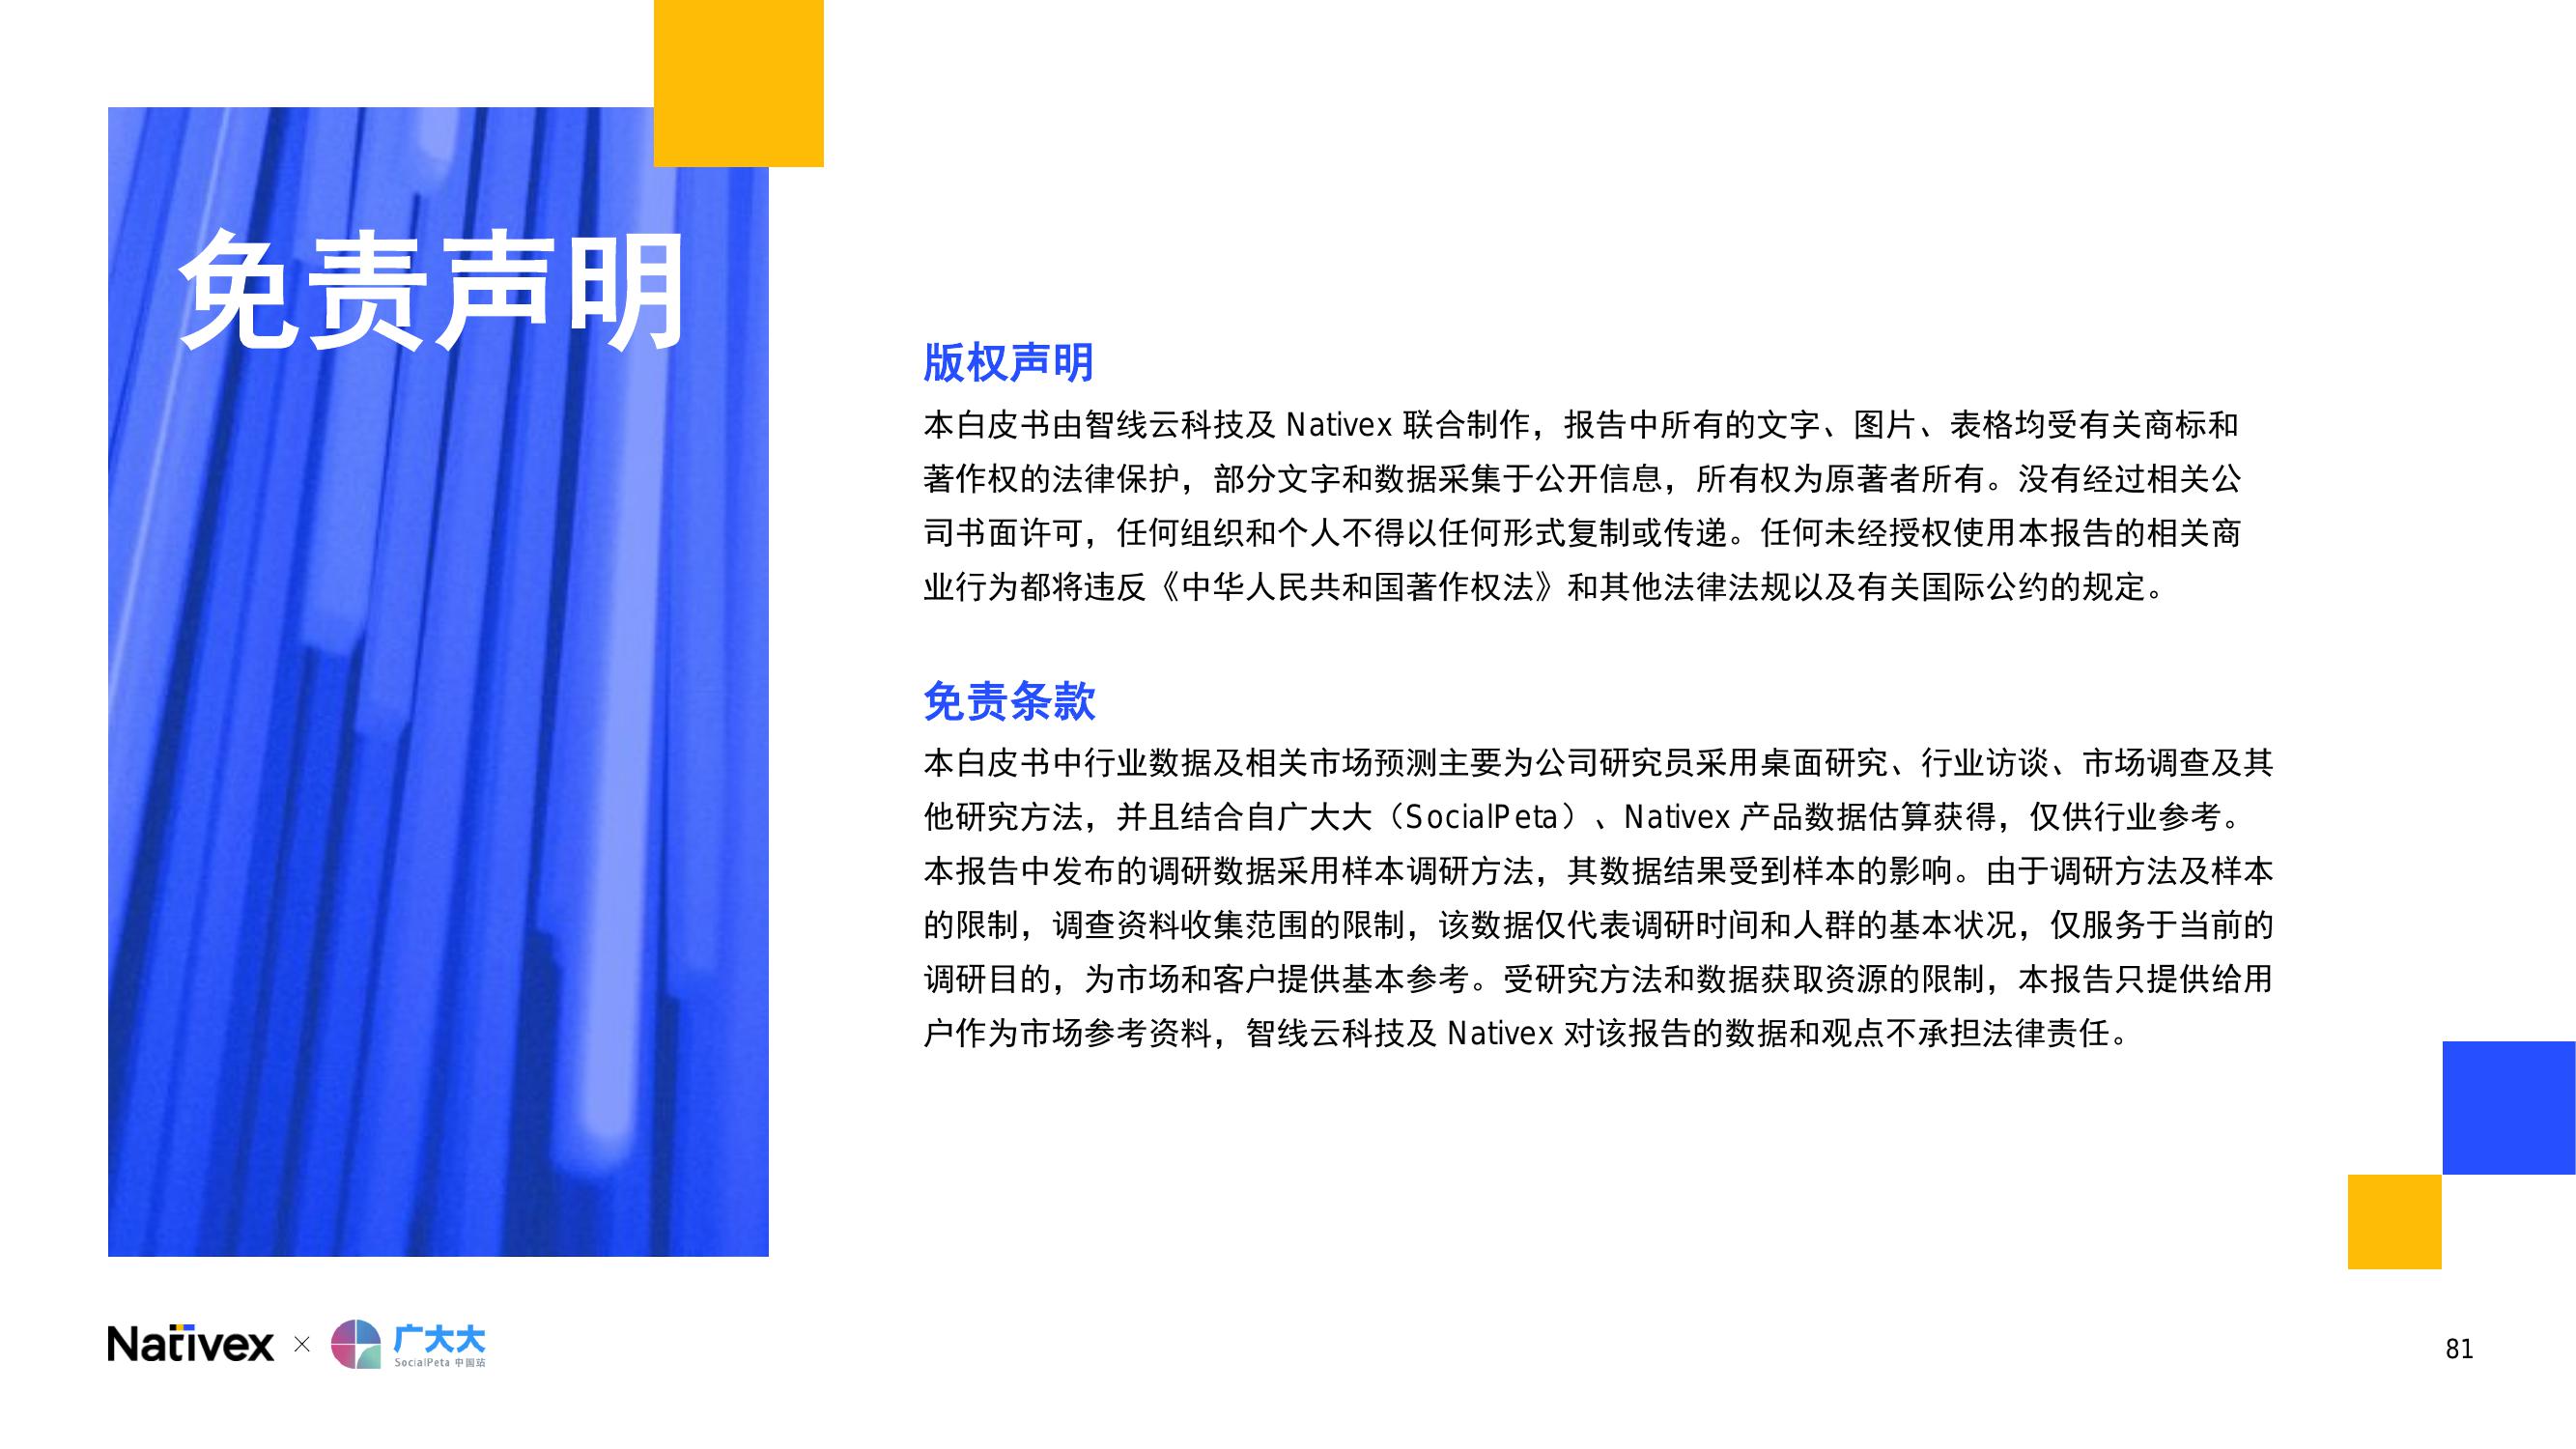 免责声明
版权声明
本白皮书由智线云科技及 Nativex 联合制作，报告中所有的文字、图片、表格均受有关商标和
著作权的法律保护，部分文字和数据采集于公开信息，所有权为原著者所有。没有经过相关公
司书面许可，任何组织和个人不得以任何形式复制或传递。任何未经授权使用本报告的相关商
业行为都将违反《中华人民共和国著作权法》和其他法律法规以及有关国际公约的规定。
免责条款
本白皮书中行业数据及相关市场预测主要为公司研究员采用桌面研究、行业访谈、市场调查及其
他研究方法，并且结合自广大大（SocialPeta）、Nativex 产品数据估算获得，仅供行业参考。
本报告中发布的调研数据采用样本调研方法，其数据结果受到样本的影响。由于调研方法及样本
的限制，调查资料收集范围的限制，该数据仅代表调研时间和人群的基本状况，仅服务于当前的
调研目的，为市场和客户提供基本参考。受研究方法和数据获取资源的限制，本报告只提供给用
户作为市场参考资料，智线云科技及 Nativex 对该报告的数据和观点不承担法律责任。
Nativex × 广大大
SocialPeta 中国站
81